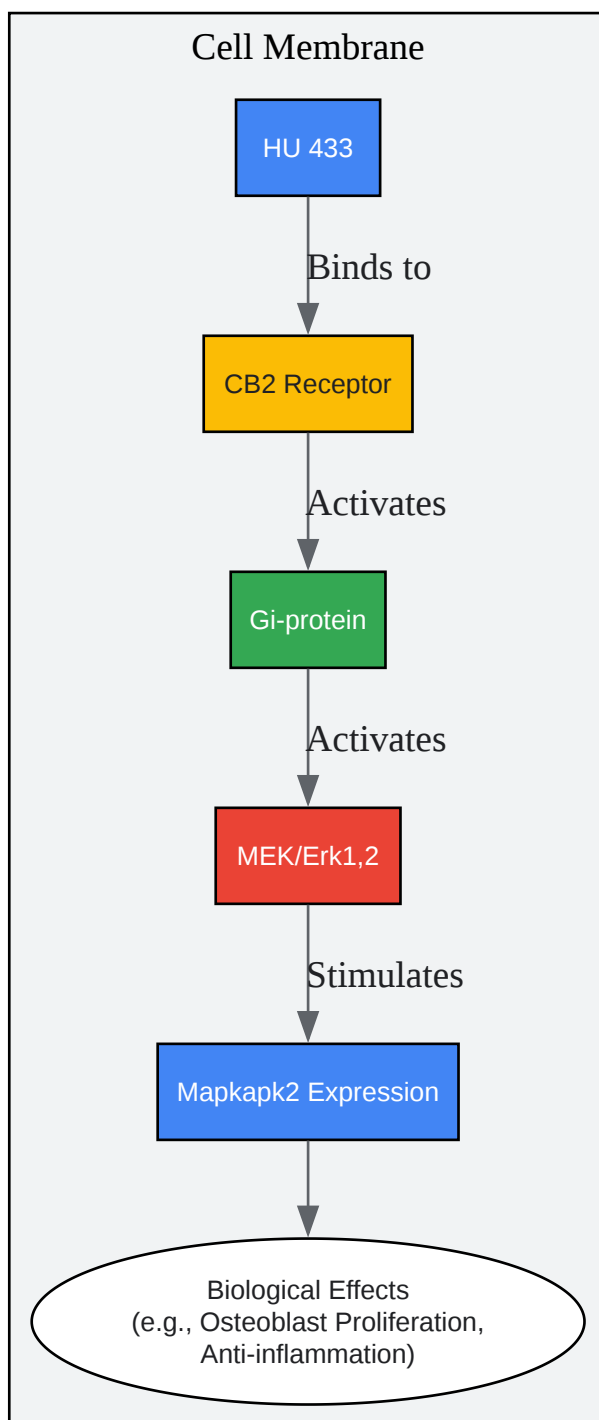 Cell Membrane
HU 433
Binds to
CB2 Receptor
Activates
Gi-protein
Activates
MEK/Erk1,2
Stimulates
Mapkapk2 Expression
Biological Effects
(e.g., Osteoblast Proliferation,
Anti-inflammation)